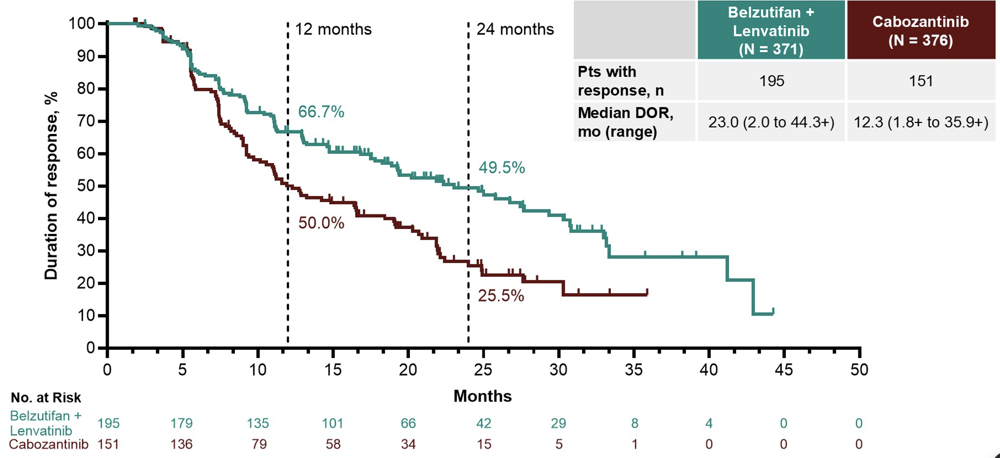 Belzutifan +
Lenvatinib
(N = 371)
Cabozantinib
(N = 376)
Pts with
response, n
195
151
Median DOR,
mo (range)
23.0 (2.0 to 44.3+)
12.3 (1.8+ to 35.9+)
Duration of response, %
100
90
80
70
60
50
40
30
20
10
0
12 months
24 months
66.7%
49.5%
50.0%
25.5%
0 5 10 15 20 25 30 35 40 45 50
Months
No. at Risk
Belzutifan +
Lenvatinib
195 179 135 101 66 42 29 8 4 0 0
Cabozantinib 151 136 79 58 34 15 5 1 0 0 0